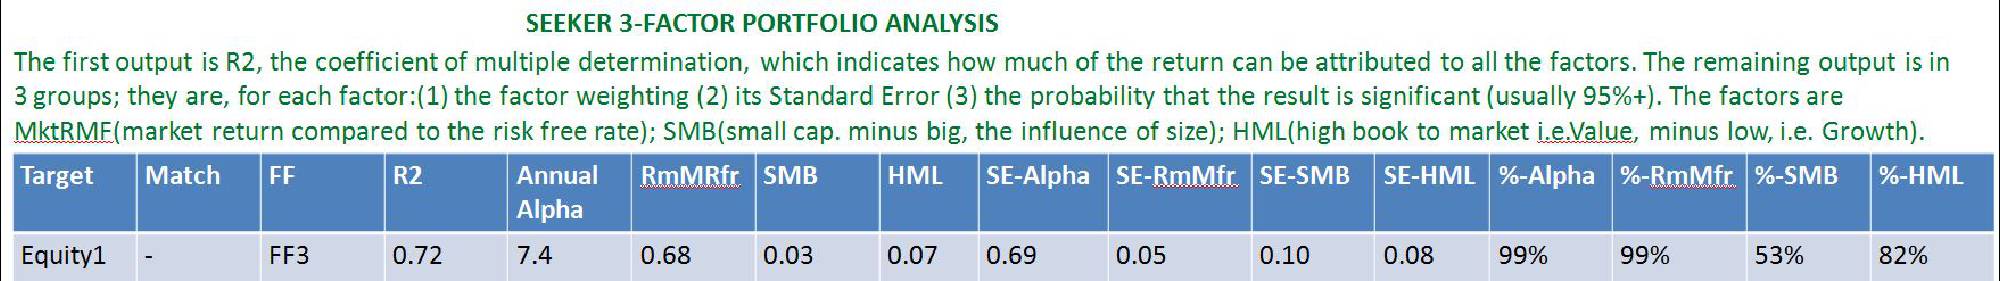 SEEKER 3-FACTOR PORTFOLIO ANALYSIS
The first output is R2, the coefficient of multiple determination, which indicates how much of the return can be attributed to all the factors. The remaining output is in
3 groups; they are, for each factor:(1) the factor weighting (2) its Standard Error (3) the probability that the result is significant (usually 95%+). The factors are
MktRMF(market return compared to the risk free rate); SMB(small cap. minus big, the influence of size); HML(high book to market i.e.Value, minus low, i.e. Growth).
Target Match FF R2 Annual Alpha RmMRfr SMB HML SE-Alpha SE-RmMfr SE-SMB SE-HML %-Alpha %-RmMfr %-SMB %-HML
Equity1 - FF3 0.72 7.4 0.68 0.03 0.07 0.69 0.05 0.10 0.08 99% 99% 53% 82%